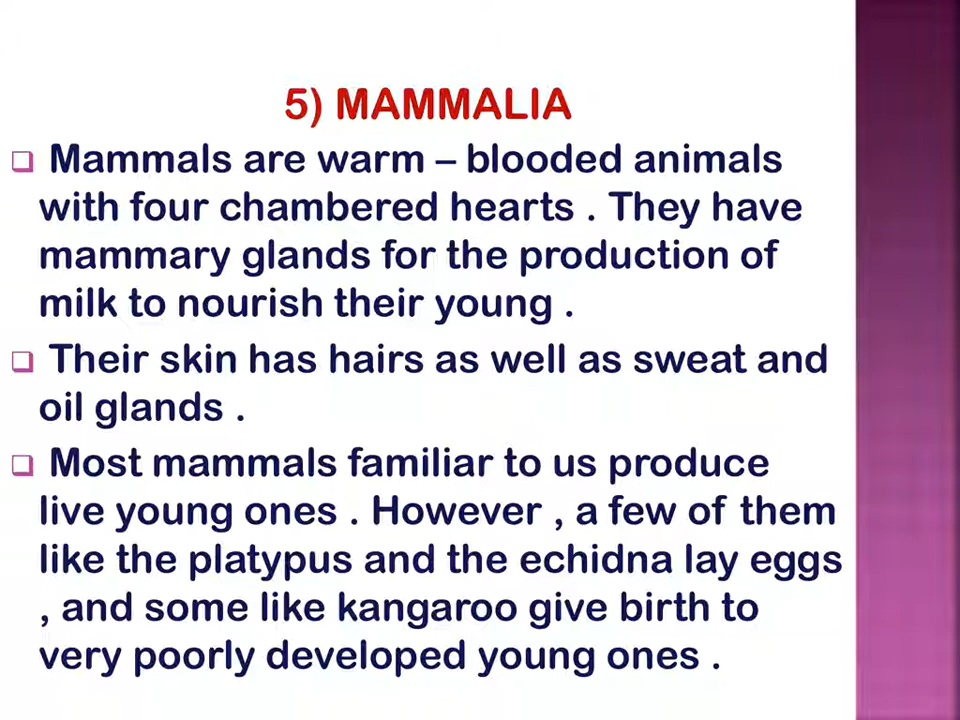 5) MAMMALIA
Mammals are warm – blooded animals
with four chambered hearts . They have
mammary glands for the production of
milk to nourish their young .
Their skin has hairs as well as sweat and
oil glands .
Most mammals familiar to us produce
live young ones . However , a few of them
like the platypus and the echidna lay eggs
, and some like kangaroo give birth to
very poorly developed young ones .